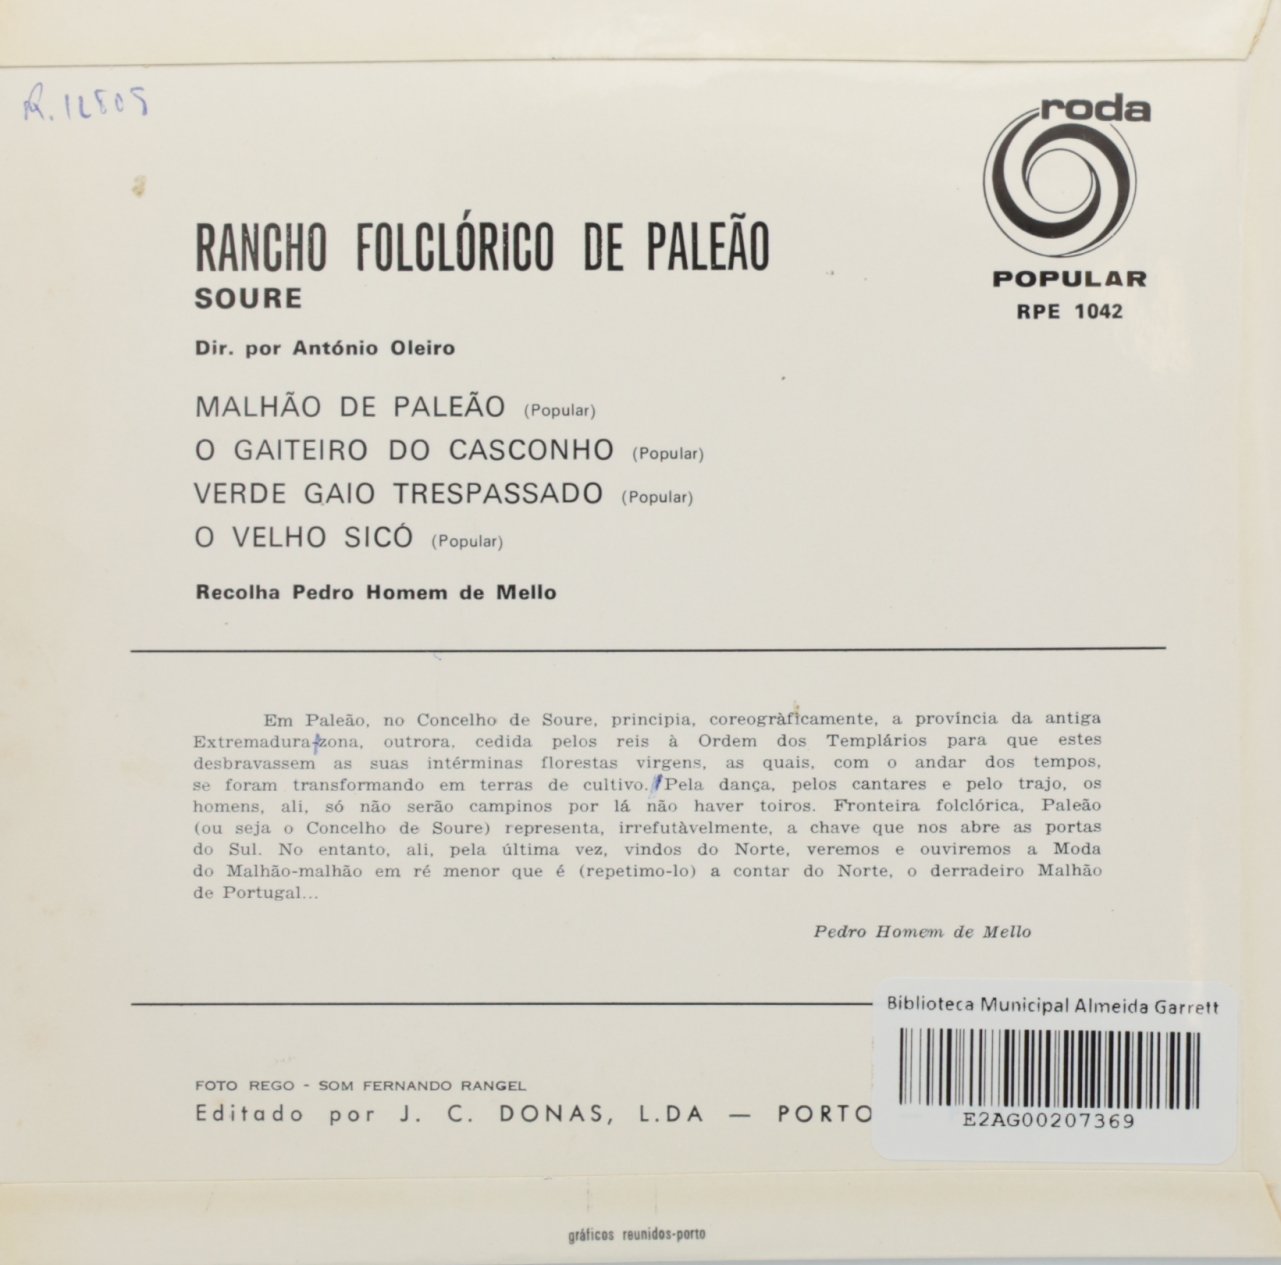 R. 12505
roda
POPULAR
RPE 1042
RANCHO FOLCLÓRICO DE PALEÃO
SOURE
Dir. por António Oleiro
MALHÃO DE PALEÃO (Popular)
O GAITEIRO DO CASCONHO (Popular)
VERDE GAIO TRESPASSADO (Popular)
O VELHO SICÓ (Popular)
Recolha Pedro Homem de Mello
Em Paleão, no Concelho de Soure, principia, coreogràficamente, a província da antiga
Extremadura-zona, outrora, cedida pelos reis à Ordem dos Templários para que estes
desbravassem as suas intérminas florestas virgens, as quais, com o andar dos tempos,
se foram transformando em terras de cultivo. Pela dança, pelos cantares e pelo trajo, os
homens, ali, só não serão campinos por lá não haver toiros. Fronteira folclórica, Paleão
(ou seja o Concelho de Soure) representa, irrefutàvelmente, a chave que nos abre as portas
do Sul. No entanto, ali, pela última vez, vindos do Norte, veremos e ouviremos a Moda
do Malhão-malhão em ré menor que é (repetimo-lo) a contar do Norte, o derradeiro Malhão
de Portugal...
Pedro Homem de Mello
Biblioteca Municipal Almeida Garrett
E2AG00207369
FOTO REGO - SOM FERNANDO RANGEL
Editado por J. C. DONAS, L.DA — PORTO
gráficos reunidos-porto